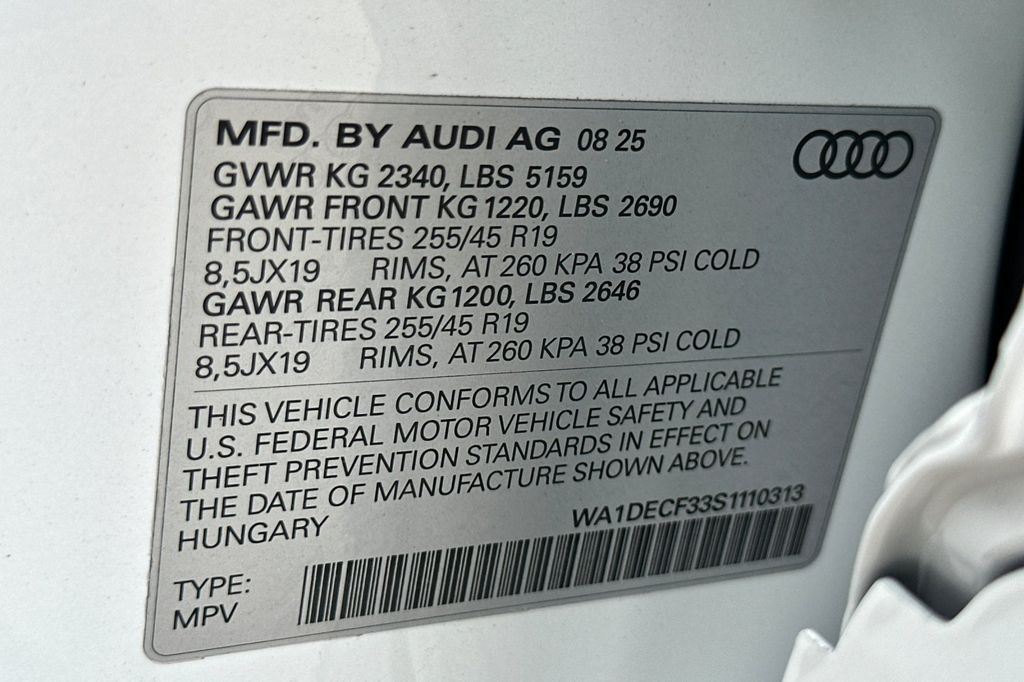 MFD. BY AUDI AG 08 25
GVWR KG 2340, LBS 5159
GAWR FRONT KG 1220, LBS 2690
FRONT-TIRES 255/45 R19
8,5JX19 RIMS, AT 260 KPA 38 PSI COLD
GAWR REAR KG 1200, LBS 2646
REAR-TIRES 255/45 R19
8,5JX19 RIMS, AT 260 KPA 38 PSI COLD
THIS VEHICLE CONFORMS TO ALL APPLICABLE
U.S. FEDERAL MOTOR VEHICLE SAFETY AND
THEFT PREVENTION STANDARDS IN EFFECT ON
THE DATE OF MANUFACTURE SHOWN ABOVE.
HUNGARY WA1DECF33S1110313
TYPE:
MPV